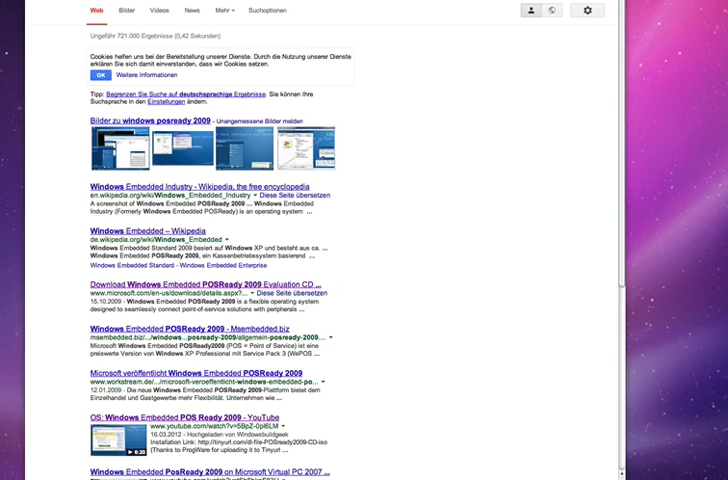 Web Bilder Videos News Mehr Suchoptionen
Ungefähr 721.000 Ergebnisse (0,42 Sekunden)
Cookies helfen uns bei der Bereitstellung unserer Dienste. Durch die Nutzung unserer Dienste
erklären Sie sich damit einverstanden, dass wir Cookies setzen.
OK Weitere Informationen
Tipp: Begrenzen Sie Suche auf deutschsprachige Ergebnisse. Sie können Ihre
Suchsprache in den Einstellungen ändern.
Bilder zu windows posready 2009 - Unangemessene Bilder melden
Windows Embedded Industry - Wikipedia, the free encyclopedia
en.wikipedia.org/wiki/Windows_Embedded_Industry Diese Seite übersetzen
A screenshot of Windows Embedded POSReady 2009 ... Windows Embedded
Industry (Formerly Windows Embedded POSReady) is an operating system ...
Windows Embedded – Wikipedia
de.wikipedia.org/wiki/Windows_Embedded
Windows Embedded Standard 2009 basiert auf Windows XP und besteht aus ca. ...
Windows Embedded POSReady 2009, ein Kassenbetriebssystem basierend ...
Windows Embedded Standard - Windows Embedded Enterprise
Download Windows Embedded POSReady 2009 Evaluation CD ...
www.microsoft.com/en-us/download/details.aspx?... Diese Seite übersetzen
15.10.2009 - Windows Embedded POSReady 2009 is a flexible operating system
designed to seamlessly connect point-of-service solutions with peripherals ...
Windows Embedded POSReady 2009 - Msembedded.biz
msembedded.biz/.../windows...posready-2009/allgemein-posready-2009...
Microsoft Windows Embedded POSReady2009 (POS = Point of Service) ist eine
preiswerte Version von Windows XP Professional mit Service Pack 3 (WePOS ...
Microsoft veröffentlicht Windows Embedded POSReady 2009
www.workstream.de/.../microsoft-veroeffentlicht-windows-embedded-po...
12.01.2009 - Die neue Windows Embedded POSReady 2009-Plattform bietet dem
Einzelhandel und Gastgewerbe mehr Flexibilität. Unternehmen wie ...
OS: Windows Embedded POS Ready 2009 - YouTube
www.youtube.com/watch?v=5BpZ-0pI6LM
16.03.2012 - Hochgeladen von Windowsbuildgeek
Installation Link: http://tinyurl.com/dl-file-POSReady2009-CD-iso
(Thanks to ProgWare for uploading it to Tinyurl ...
6:20
Windows Embedded PosReady 2009 on Microsoft Virtual PC 2007 ...